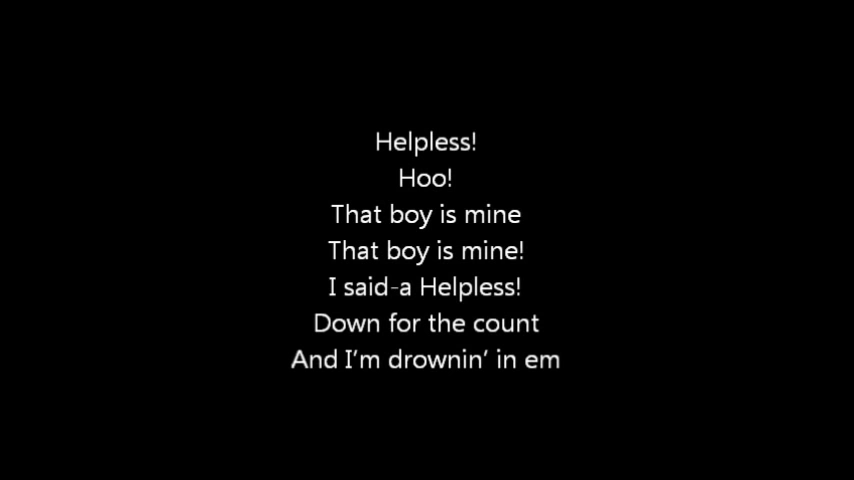 Helpless!
Hoo!
That boy is mine
That boy is mine!
I said-a Helpless!
Down for the count
And I’m drownin’ in em